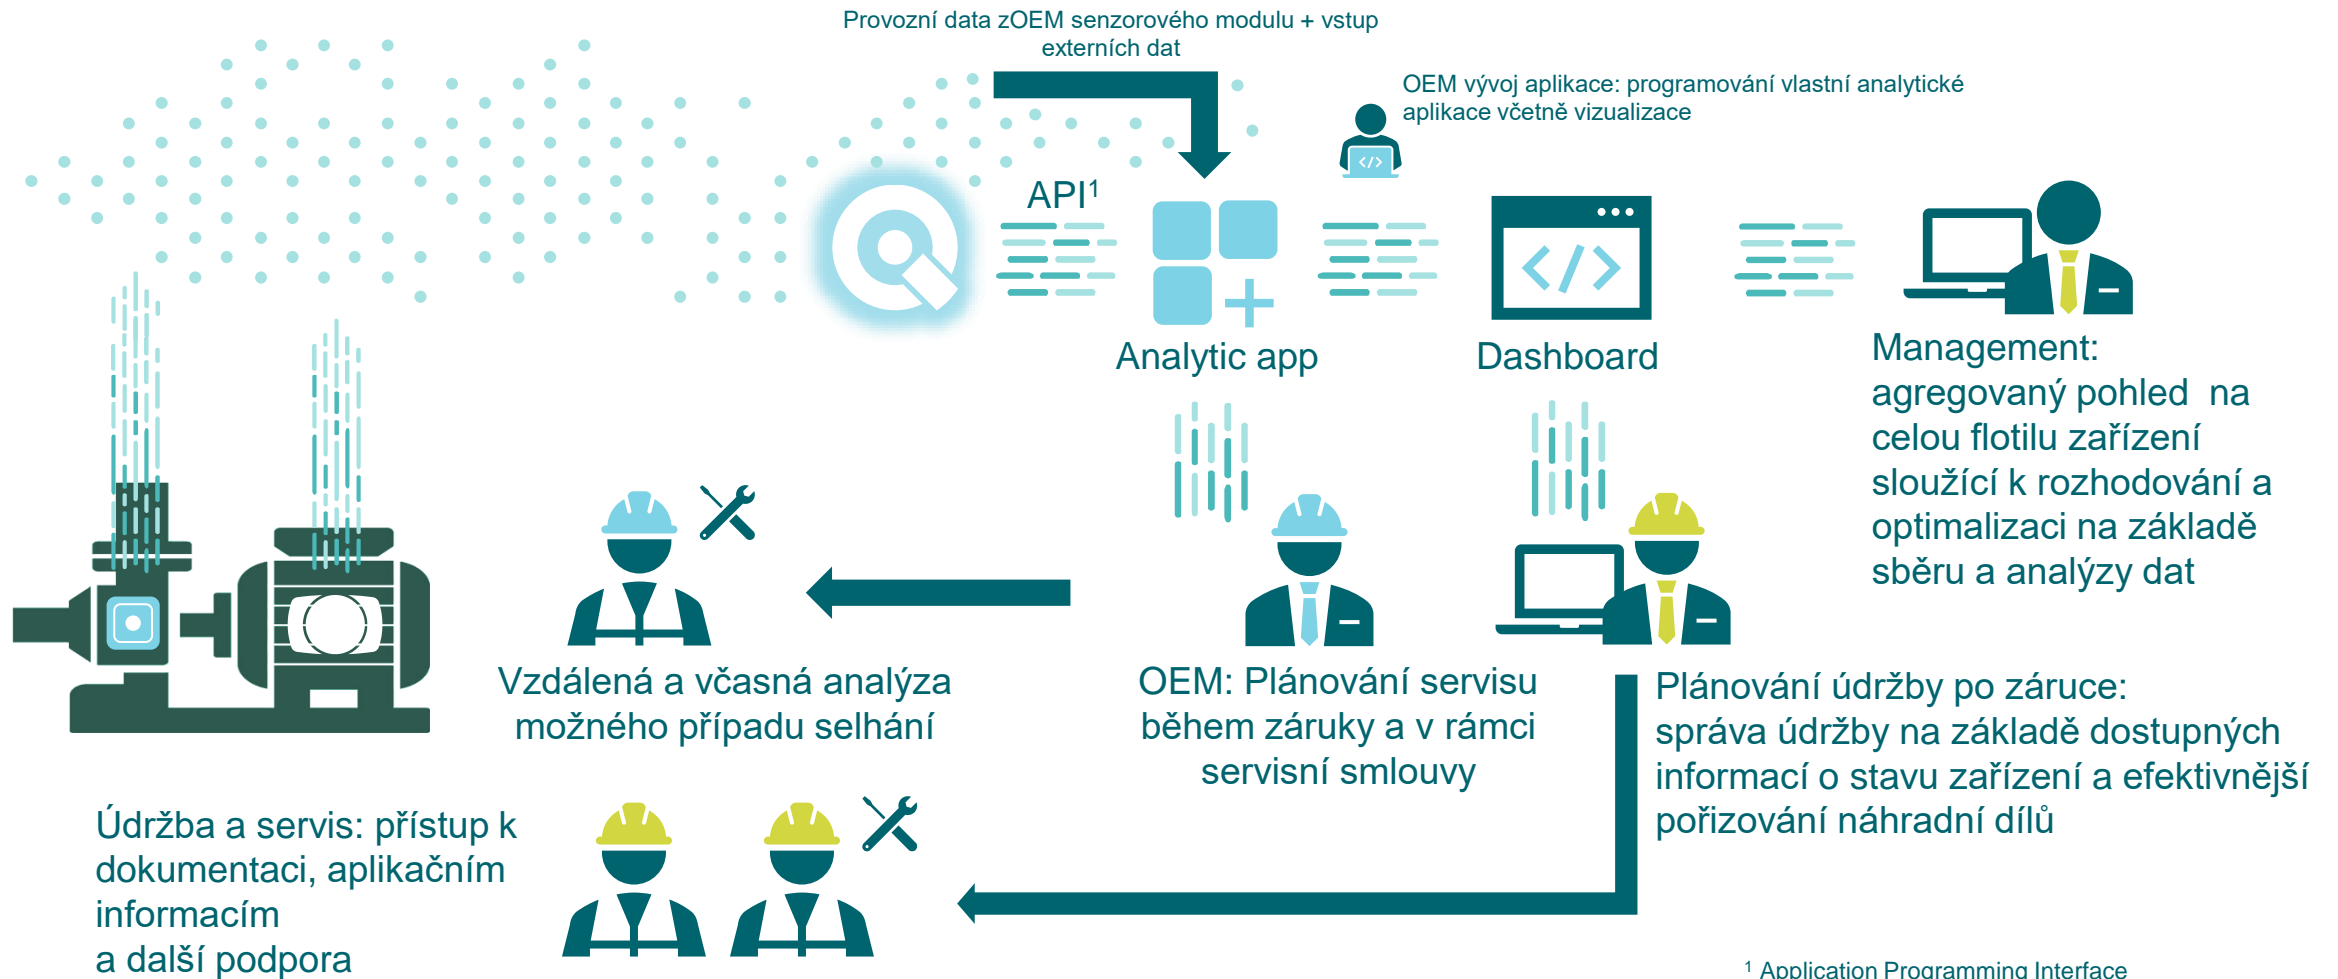 Provozní data zOEM senzorového modulu + vstup
externích dat
OEM vývoj aplikace: programování vlastní analytické
aplikace včetně vizualizace
</>
API¹
</>
Analytic app
Dashboard
Management:
agregovaný pohled na
celou flotilu zařízení
sloužící k rozhodování a
optimalizaci na základě
sběru a analýzy dat
Vzdálená a včasná analýza
možného případu selhání
OEM: Plánování servisu
během záruky a v rámci
servisní smlouvy
Plánování údržby po záruce:
správa údržby na základě dostupných
informací o stavu zařízení a efektivnější
pořizování náhradní dílů
Údržba a servis: přístup k
dokumentaci, aplikačním
informacím
a další podpora
¹ Application Programming Interface